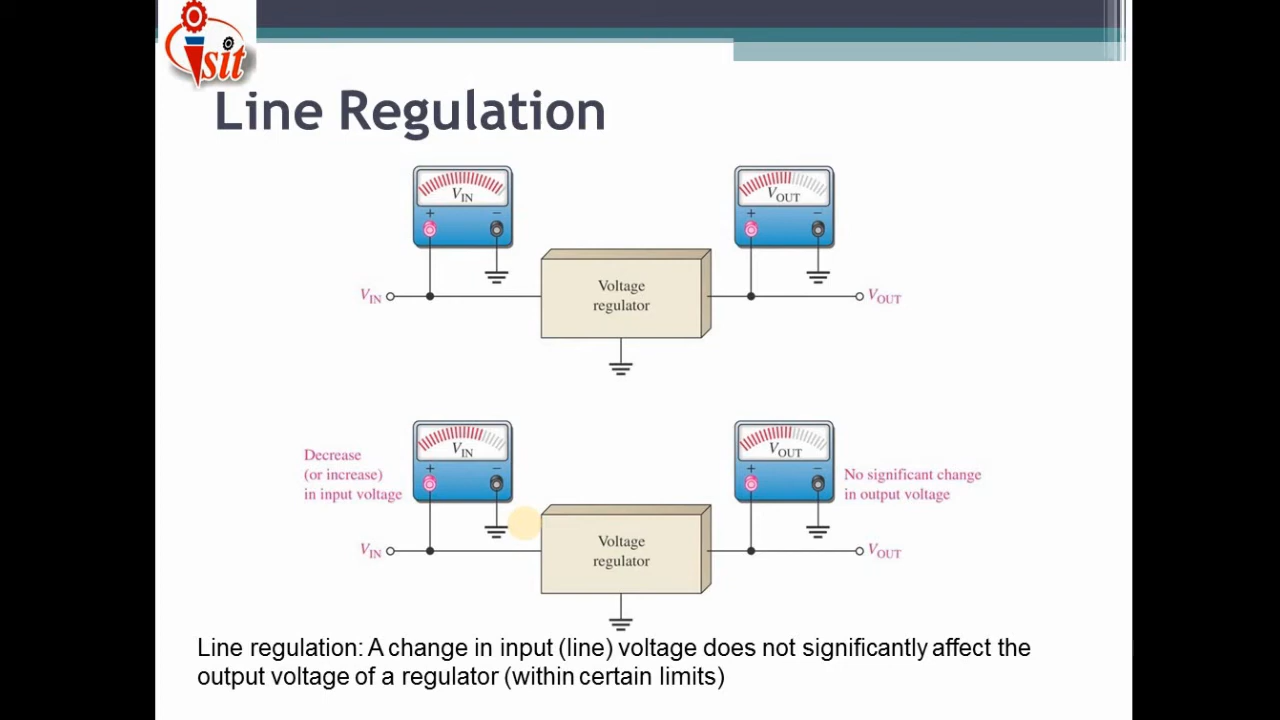 sit
Line Regulation
VIN
VOUT
+ −
+ −
Voltage
regulator
VIN
VOUT
VIN
VOUT
Decrease
(or increase)
in input voltage
+ −
+ −
No significant change
in output voltage
Voltage
regulator
VIN
VOUT
Line regulation: A change in input (line) voltage does not significantly affect the
output voltage of a regulator (within certain limits)